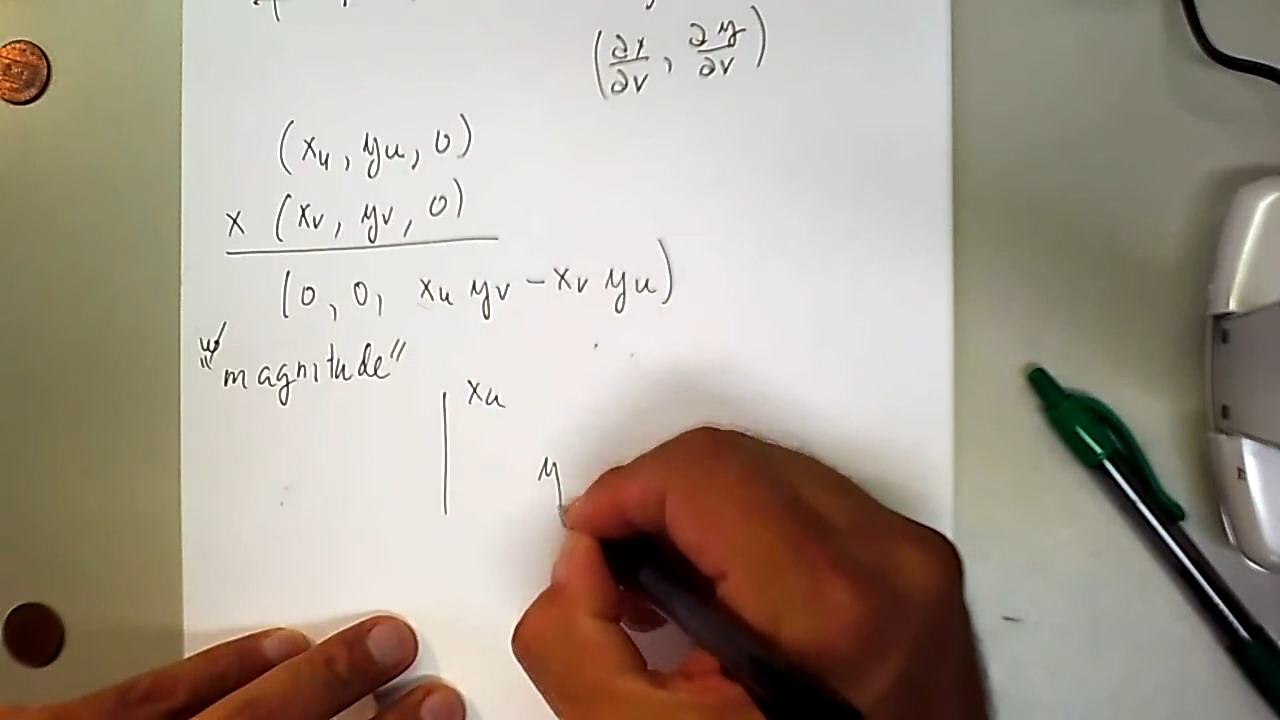 (∂x/∂v, ∂y/∂v)
(xu, yu, 0)
x (xv, yv, 0)
(0, 0, xu yv - xv yu)
"magnitude"
| xu
y